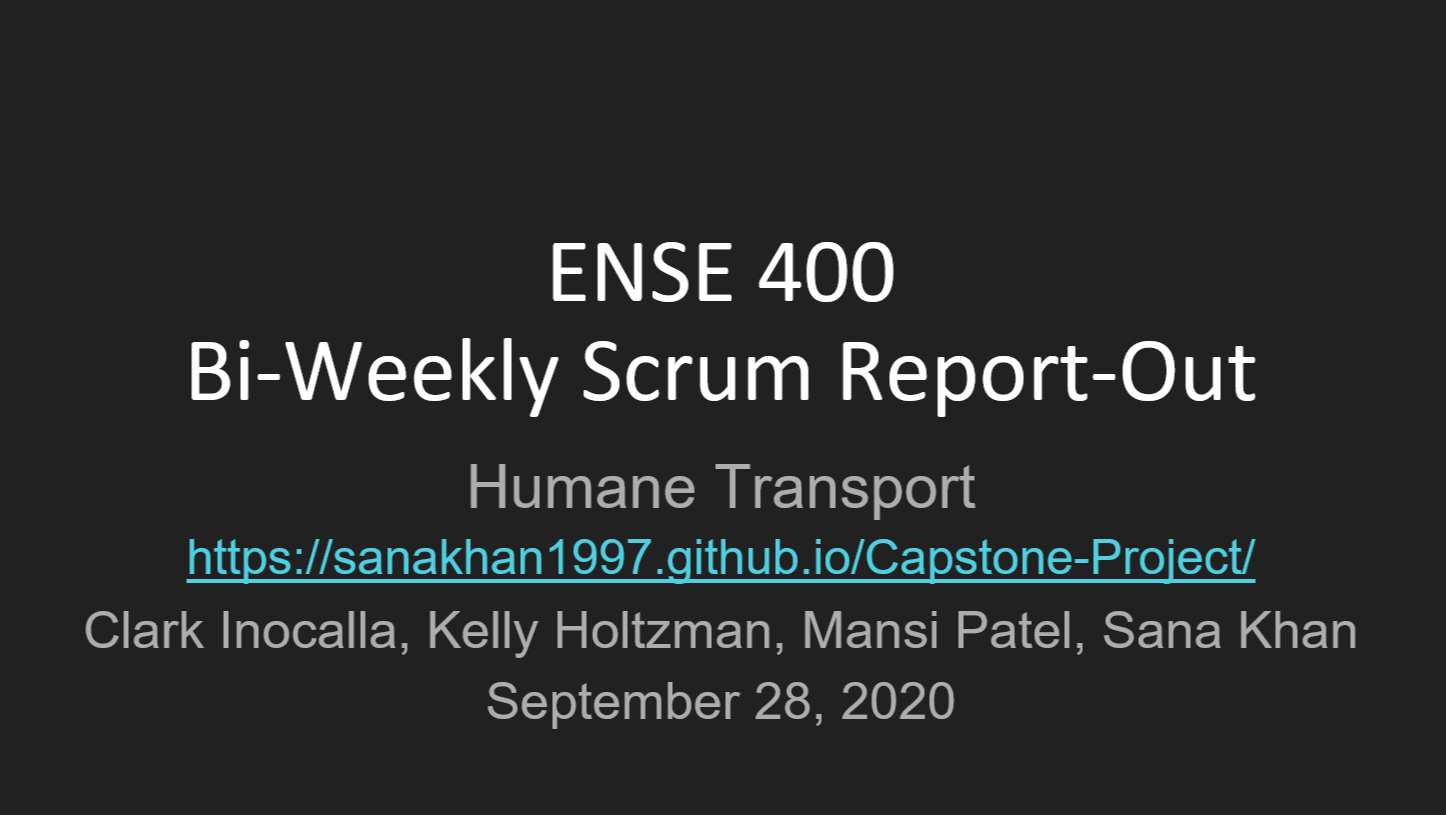 ENSE 400
Bi-Weekly Scrum Report-Out
Humane Transport
https://sanakhan1997.github.io/Capstone-Project/
Clark Inocalla, Kelly Holtzman, Mansi Patel, Sana Khan
September 28, 2020